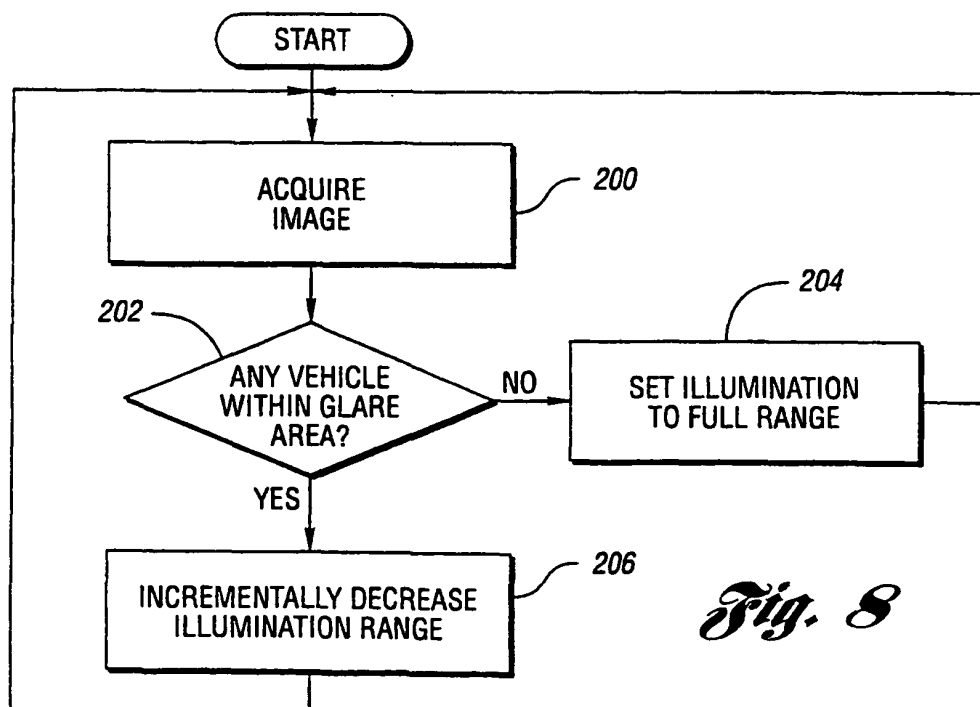 START
ACQUIRE
IMAGE
200
202
ANY VEHICLE
WITHIN GLARE
AREA?
NO
204
SET ILLUMINATION
TO FULL RANGE
YES
206
INCREMENTALLY DECREASE
ILLUMINATION RANGE
Fig. 8